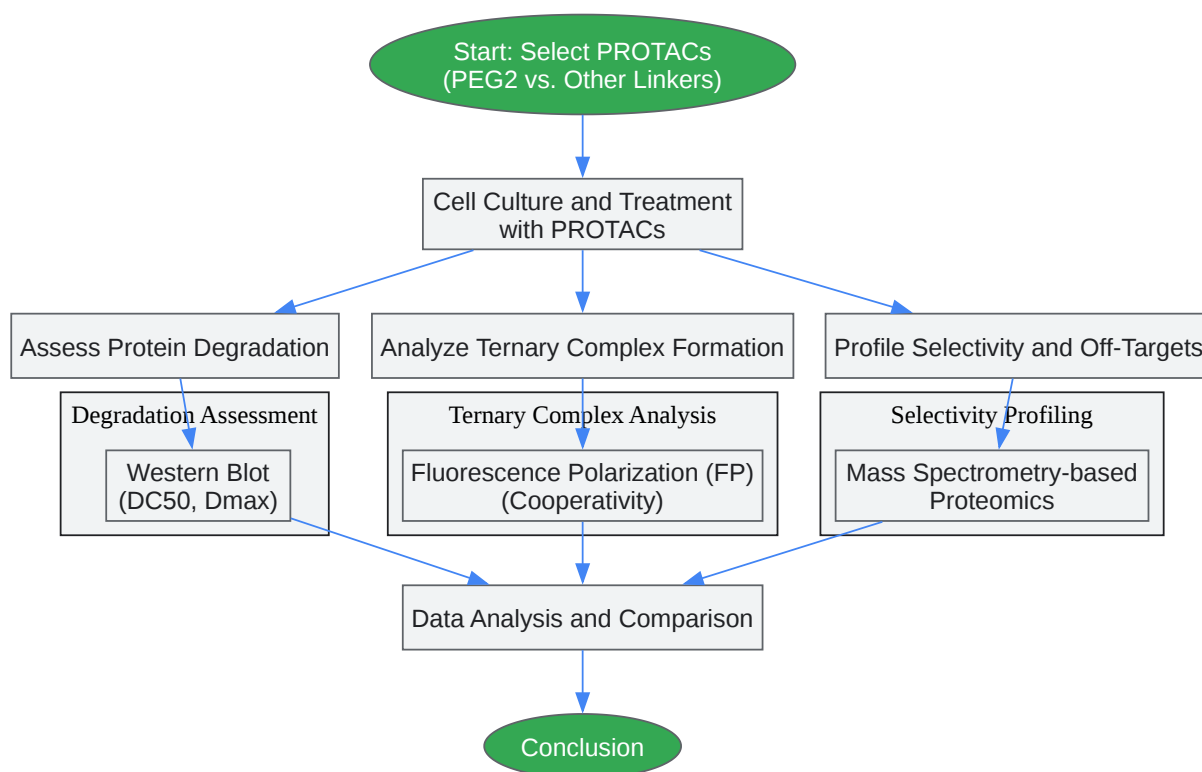 Start: Select PROTACs
(PEG2 vs. Other Linkers)
Cell Culture and Treatment
with PROTACs
Assess Protein Degradation
Analyze Ternary Complex Formation
Profile Selectivity and Off-Targets
Degradation Assessment
Western Blot
(DC50, Dmax)
Ternary Complex Analysis
Fluorescence Polarization (FP)
(Cooperativity)
Selectivity Profiling
Mass Spectrometry-based
Proteomics
Data Analysis and Comparison
Conclusion